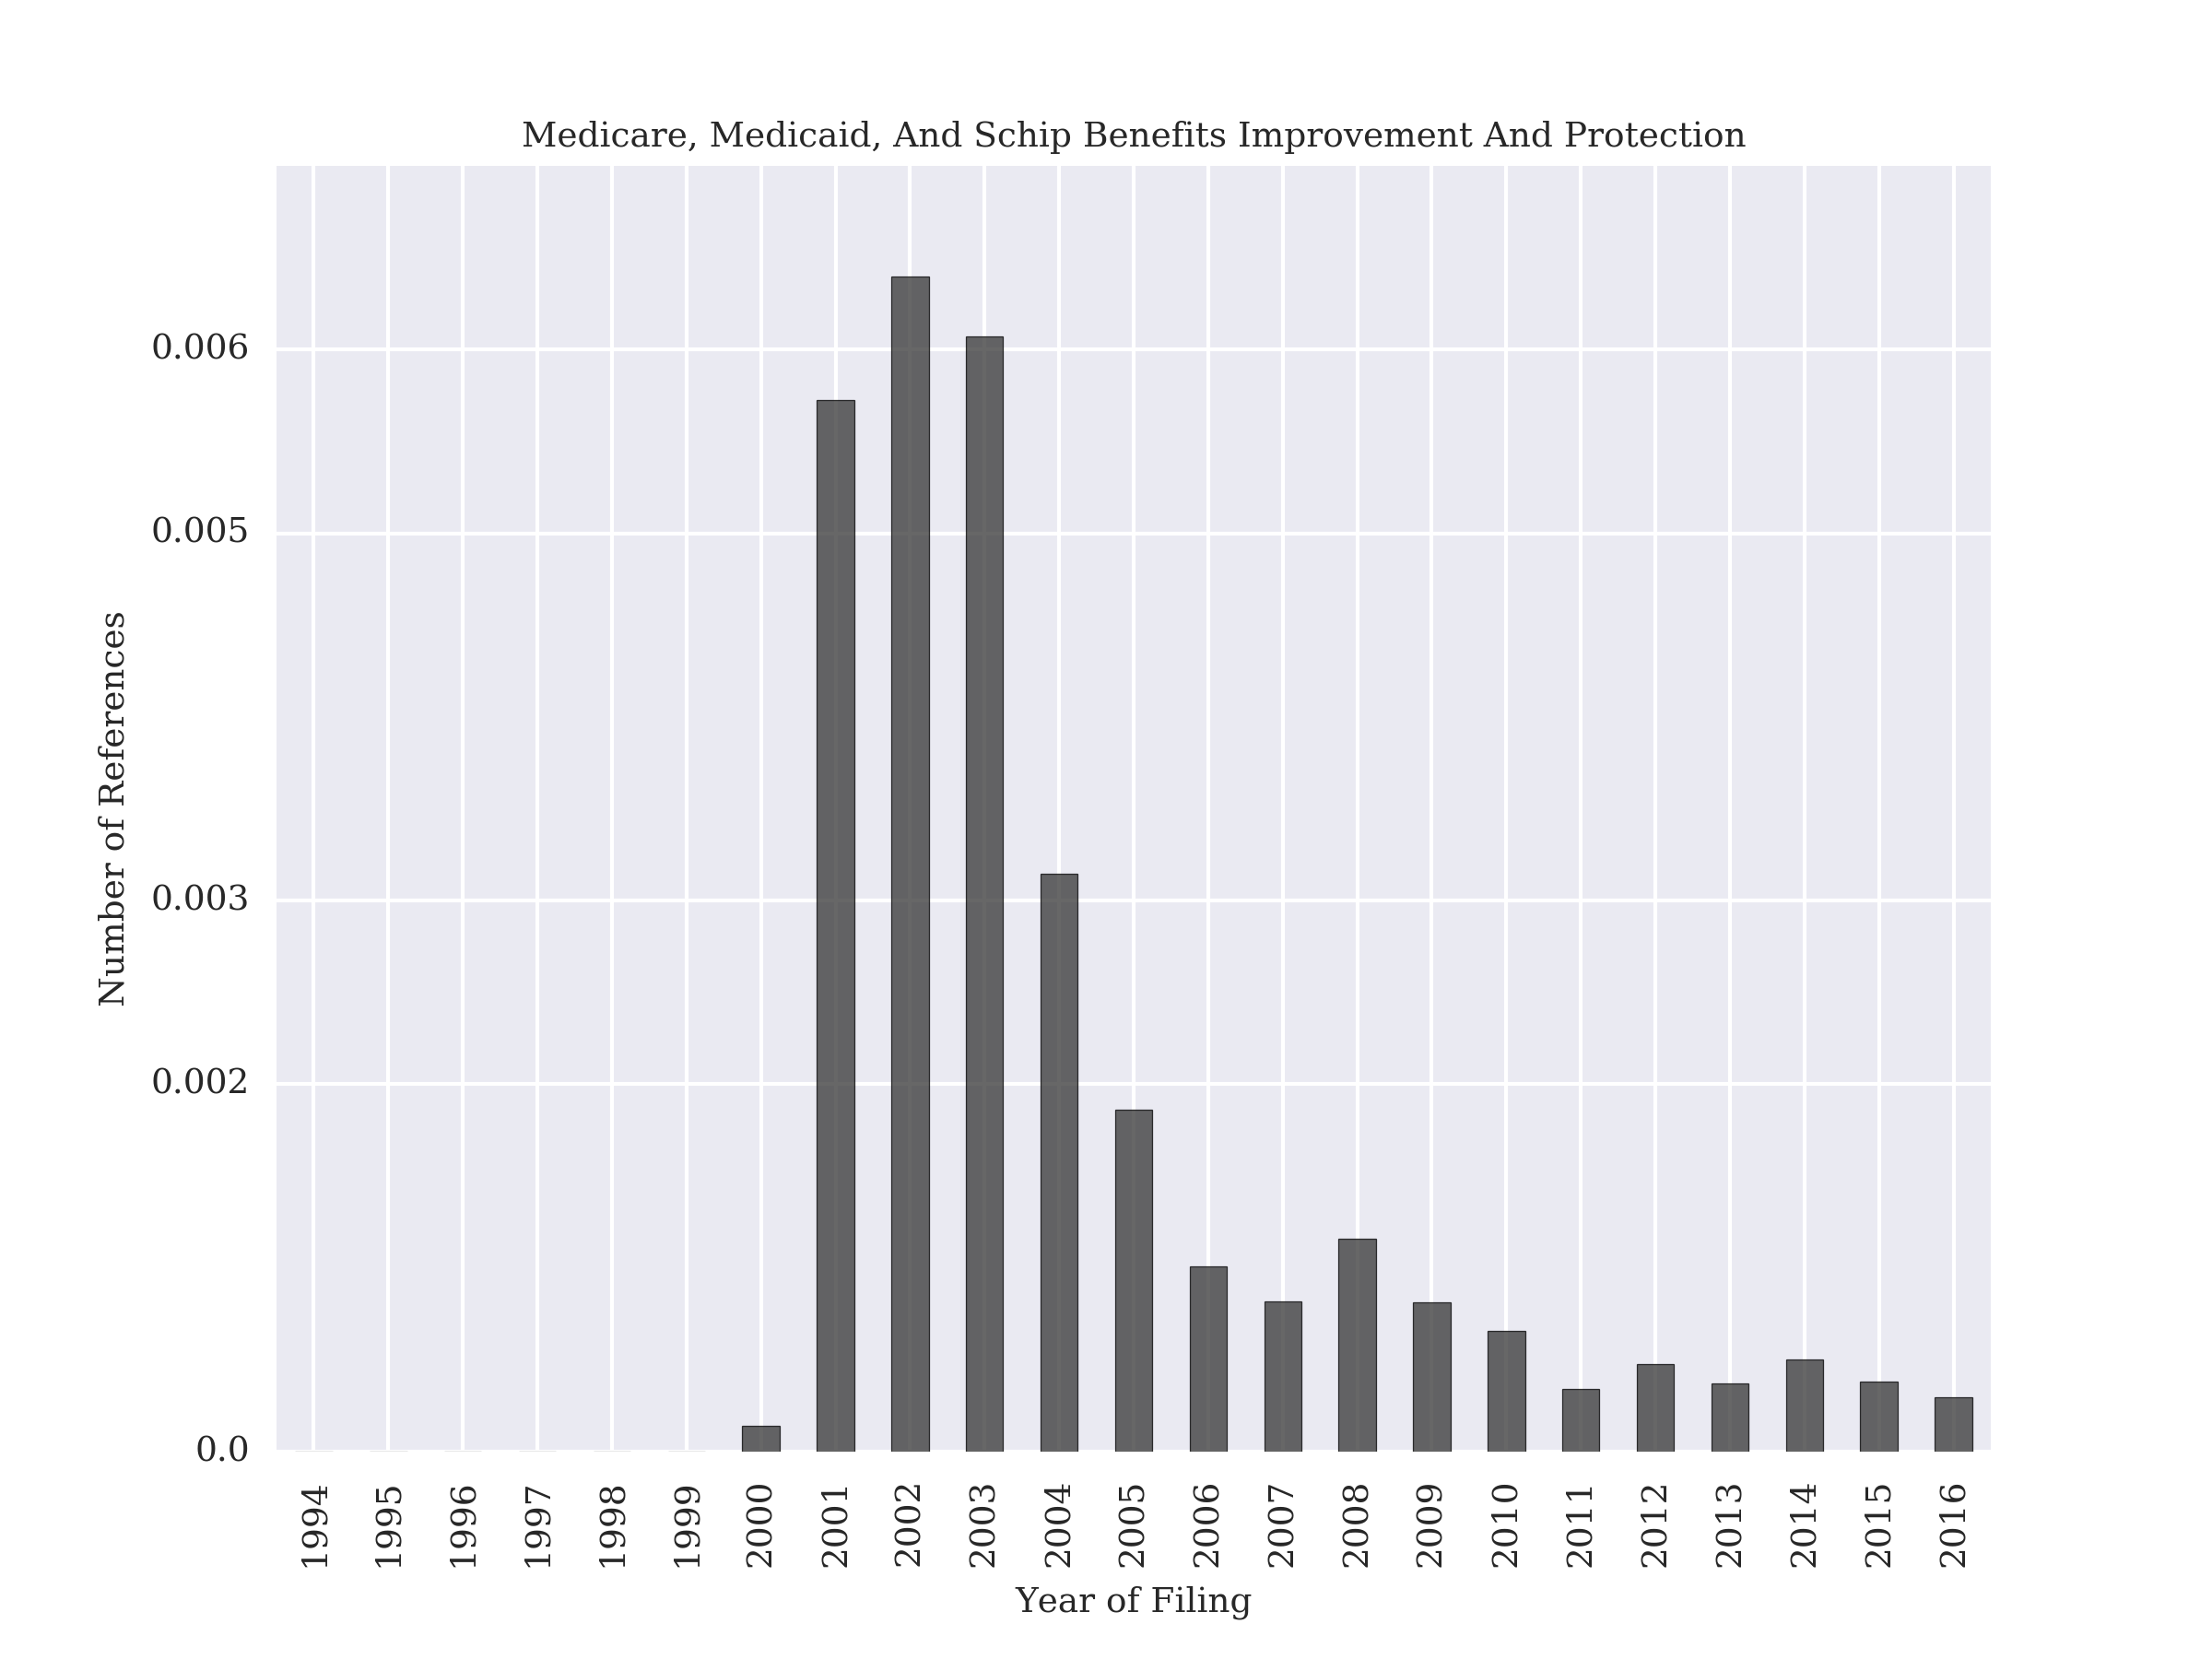 Medicare, Medicaid, And Schip Benefits Improvement And Protection
Number of References
0.006
0.005
0.003
0.002
0.0
1994 1995 1996 1997 1998 1999 2000 2001 2002 2003 2004 2005 2006 2007 2008 2009 2010 2011 2012 2013 2014 2015 2016
Year of Filing